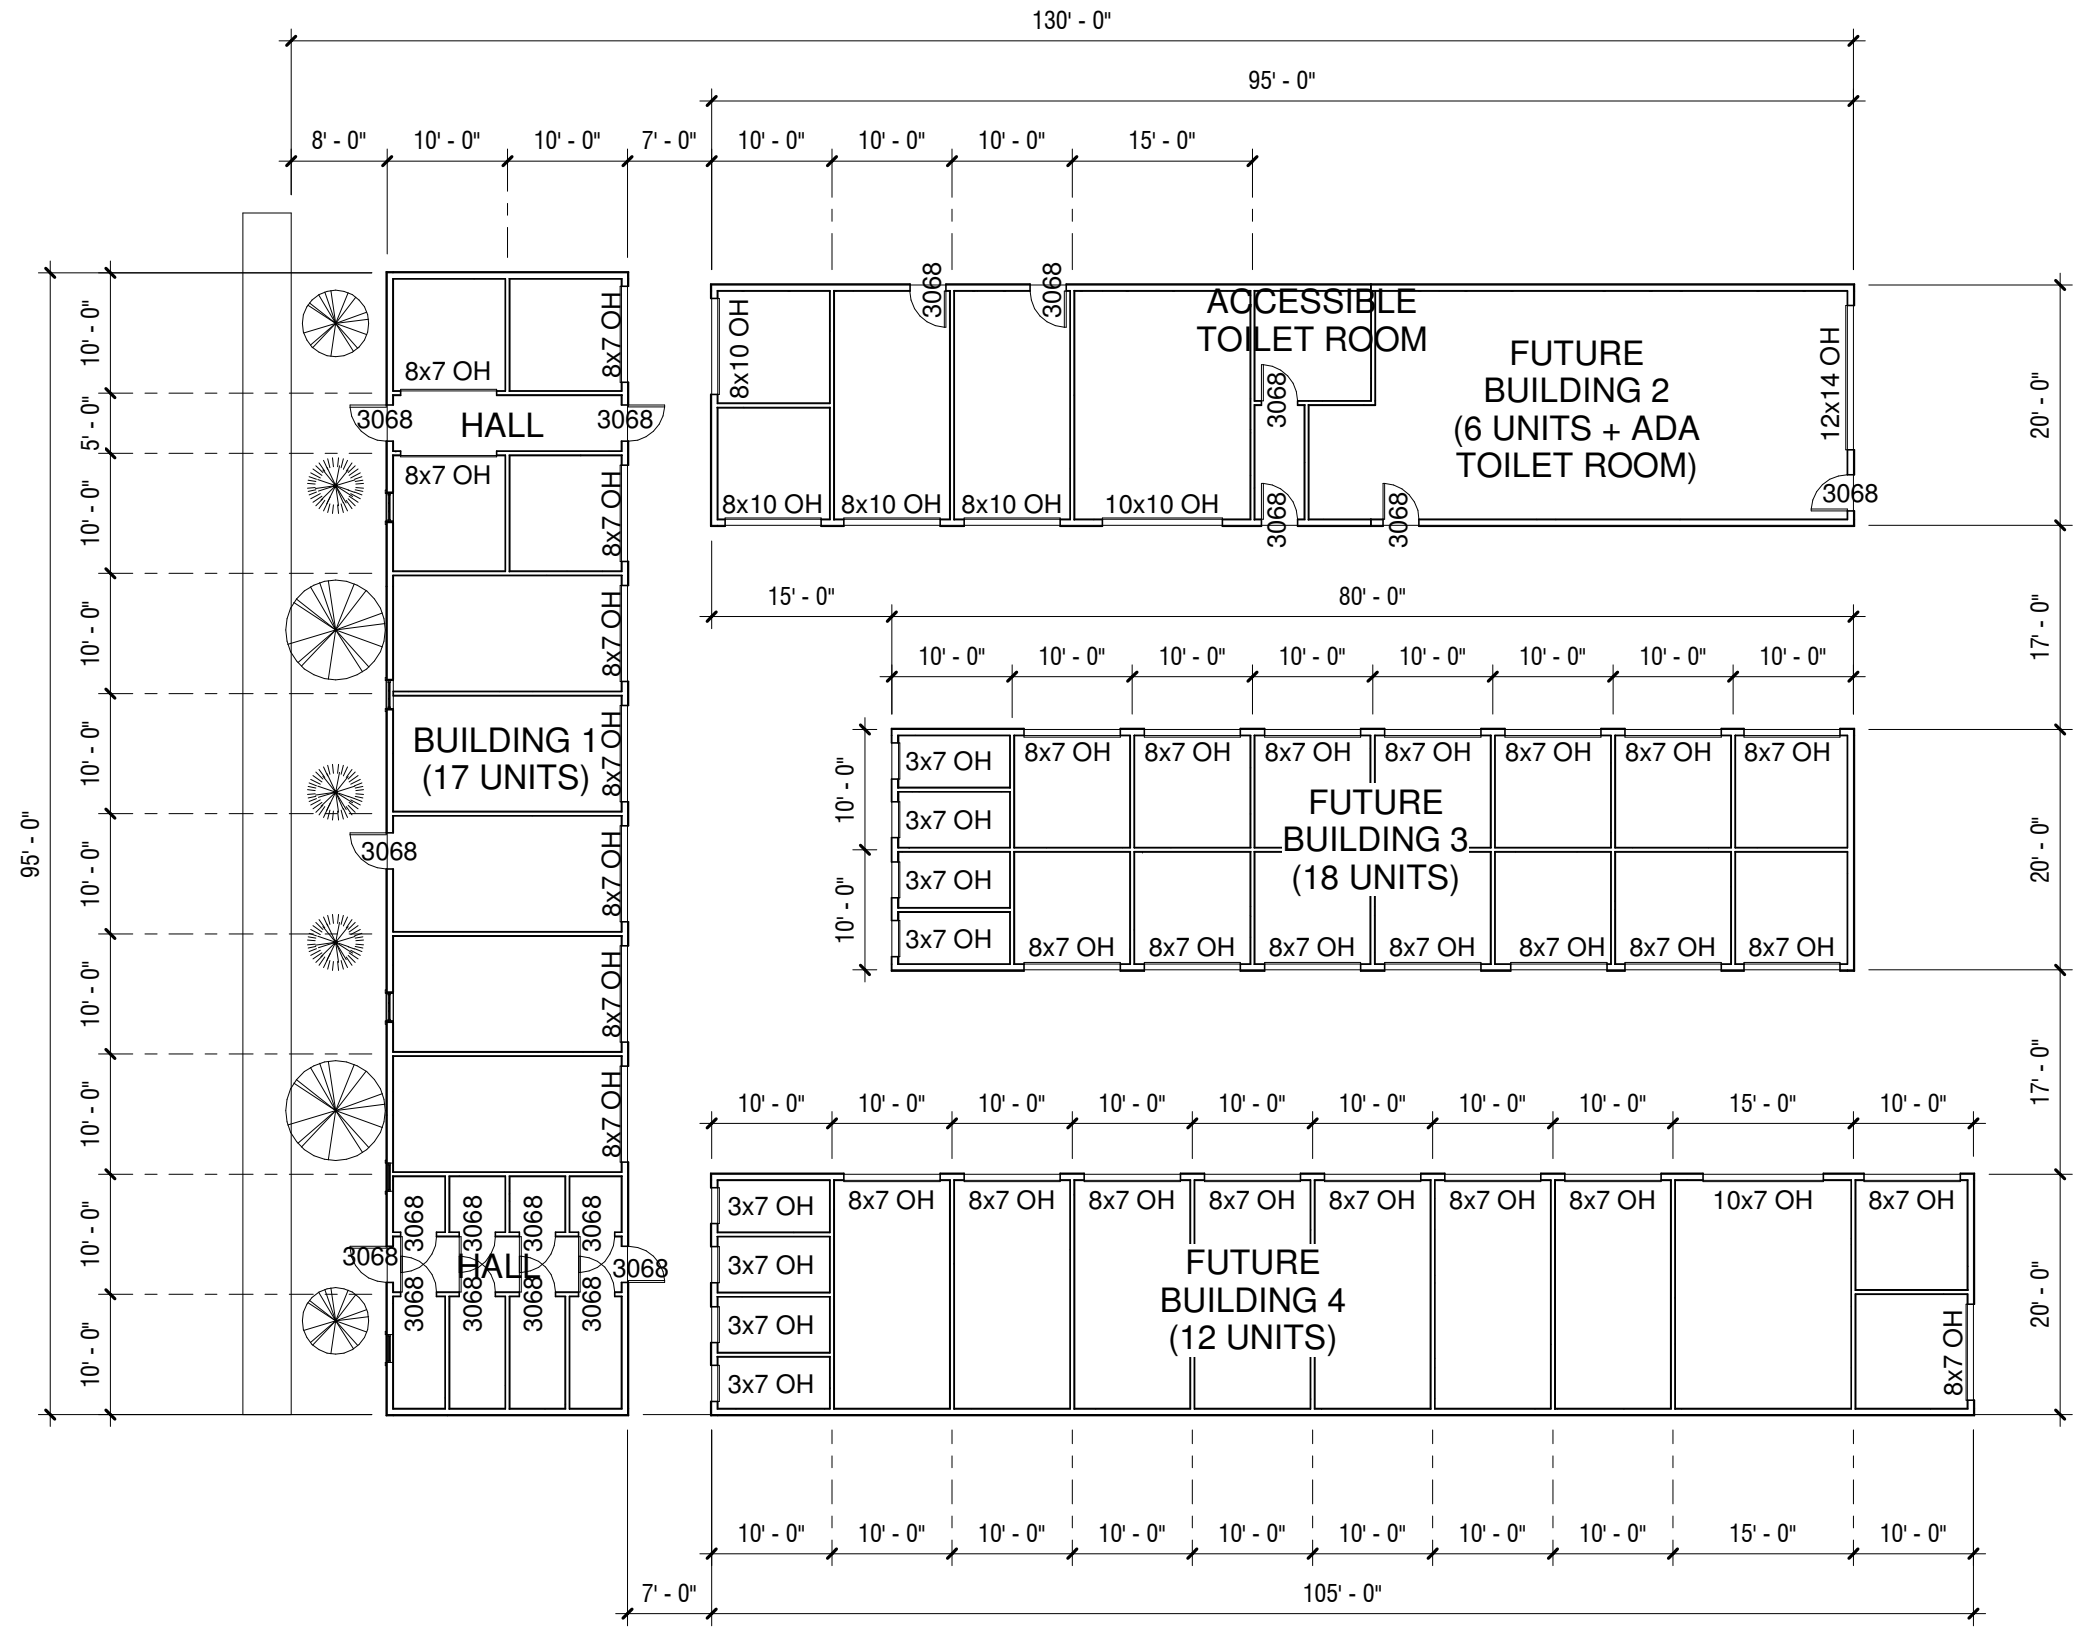 130' - 0"
95' - 0"
8' - 0" 10' - 0" 10' - 0" 7' - 0" 10' - 0" 10' - 0" 10' - 0" 15' - 0"
95' - 0"
10' - 0"
5' - 0"
10' - 0"
10' - 0"
10' - 0"
10' - 0"
10' - 0"
10' - 0"
10' - 0"
10' - 0"
8x7 OH
8x7 OH
3068
HALL
3068
8x7 OH
8x7 OH
8x7 OH
BUILDING 1
(17 UNITS)
8x7 OH
3068
8x7 OH
8x7 OH
8x7 OH
3068 3068 3068 3068
3068
HALL
3068
3068 3068 3068 3068
8x10 OH
3068
3068
ACCESSIBLE
TOILET ROOM
3068
FUTURE
BUILDING 2
(6 UNITS + ADA
TOILET ROOM)
12x14 OH
3068
8x10 OH 8x10 OH 8x10 OH 10x10 OH
3068
3068
20' - 0"
17' - 0"
20' - 0"
17' - 0"
20' - 0"
15' - 0" 80' - 0"
10' - 0" 10' - 0" 10' - 0" 10' - 0" 10' - 0" 10' - 0" 10' - 0" 10' - 0"
10' - 0"
10' - 0"
3x7 OH
3x7 OH
3x7 OH
3x7 OH
8x7 OH 8x7 OH 8x7 OH 8x7 OH 8x7 OH 8x7 OH 8x7 OH
FUTURE
BUILDING 3
(18 UNITS)
8x7 OH 8x7 OH 8x7 OH 8x7 OH 8x7 OH 8x7 OH 8x7 OH
10' - 0" 10' - 0" 10' - 0" 10' - 0" 10' - 0" 10' - 0" 10' - 0" 10' - 0" 15' - 0" 10' - 0"
3x7 OH
3x7 OH
3x7 OH
3x7 OH
8x7 OH 8x7 OH 8x7 OH 8x7 OH 8x7 OH 8x7 OH 8x7 OH 10x7 OH 8x7 OH
FUTURE
BUILDING 4
(12 UNITS)
8x7 OH
10' - 0" 10' - 0" 10' - 0" 10' - 0" 10' - 0" 10' - 0" 10' - 0" 10' - 0" 15' - 0" 10' - 0"
7' - 0" 105' - 0"